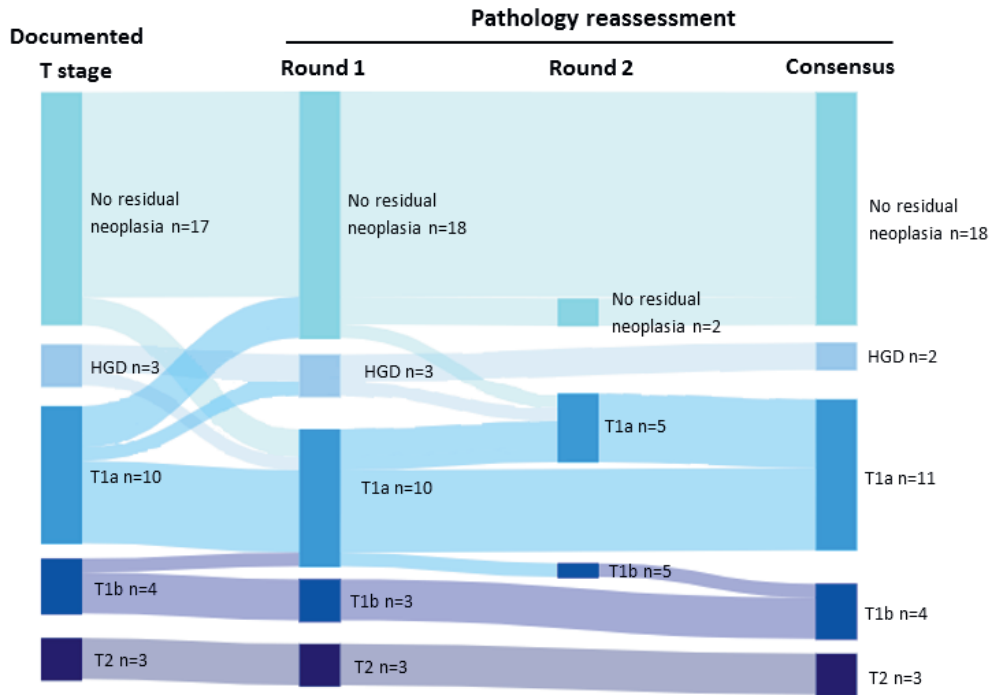 Pathology reassessment
Documented
T stage
Round 1
Round 2
Consensus
No residual
neoplasia n=17
No residual
neoplasia n=18
No residual
neoplasia n=18
No residual
neoplasia n=2
HGD n=3
HGD n=3
HGD n=2
T1a n=10
T1a n=10
T1a n=5
T1a n=11
T1b n=4
T1b n=3
T1b n=5
T1b n=4
T2 n=3
T2 n=3
T2 n=3